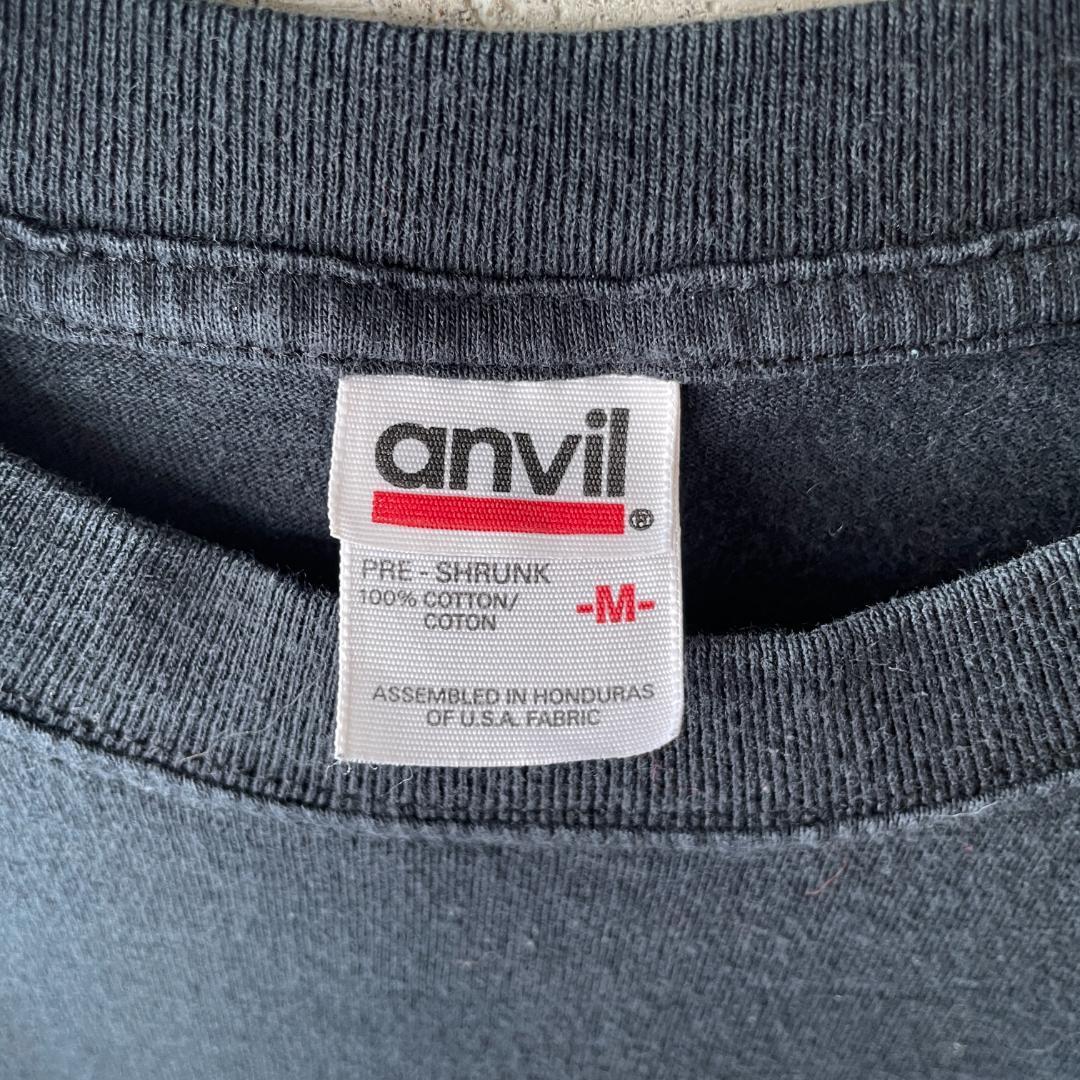 anvil®
PRE - SHRUNK
100% COTTON/
COTON
-M-
ASSEMBLED IN HONDURAS
OF U.S.A. FABRIC